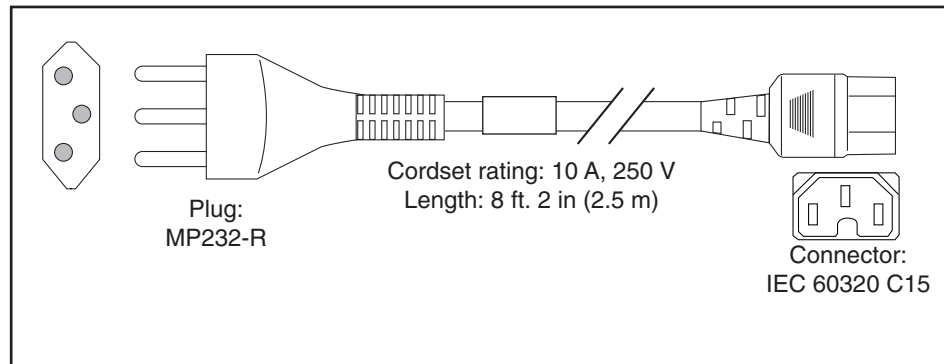 Cordset rating: 10 A, 250 V
Length: 8 ft. 2 in (2.5 m)
Plug:
MP232-R
Connector:
IEC 60320 C15